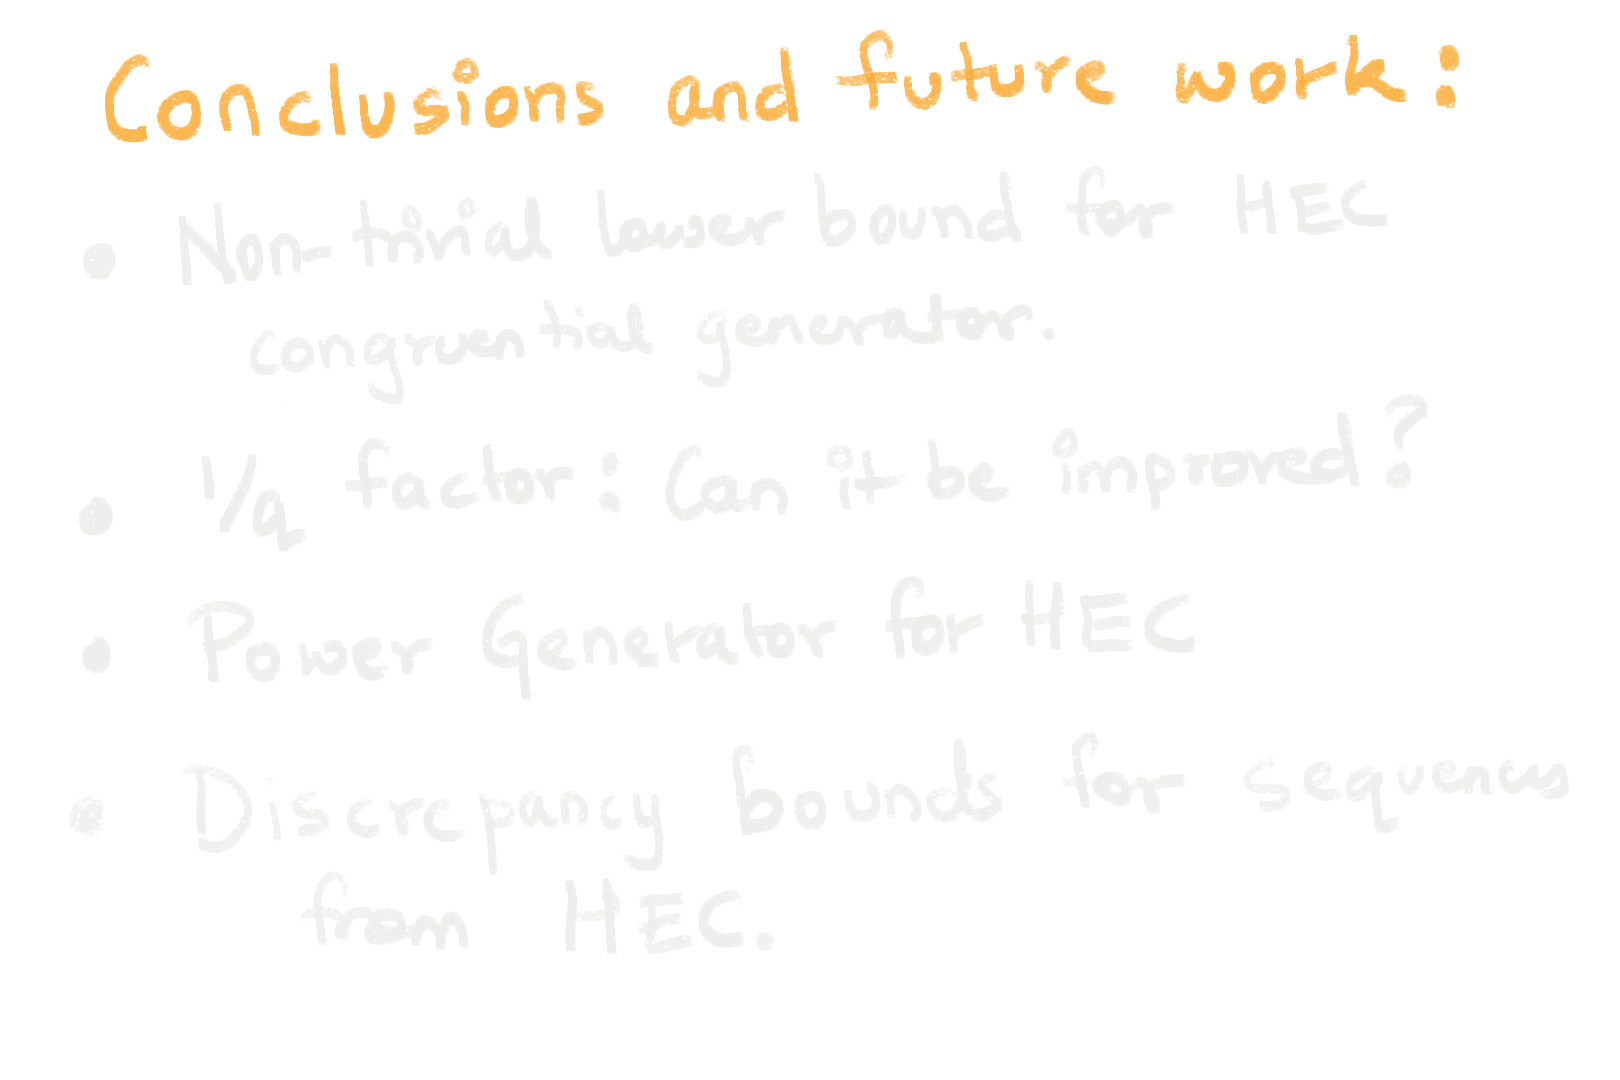 Conclusions and future work:
• Non-trivial lower bound for HEC
congruential generator.
• 1/q factor: Can it be improved?
• Power Generator for HEC
• Discrepancy bounds for sequences
from HEC.